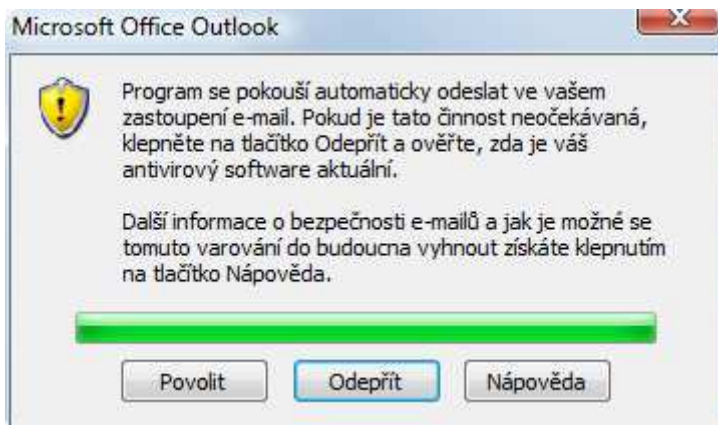 Microsoft Office Outlook
Program se pokouší automaticky odeslat ve vašem
zastoupení e-mail. Pokud je tato činnost neočekávaná,
klepněte na tlačítko Odepřít a ověřte, zda je váš
antivirový software aktuální.
Další informace o bezpečnosti e-mailů a jak je možné se
tomuto varování do budoucna vyhnout získáte klepnutím
na tlačítko Nápověda.
Povolit Odepřít Nápověda